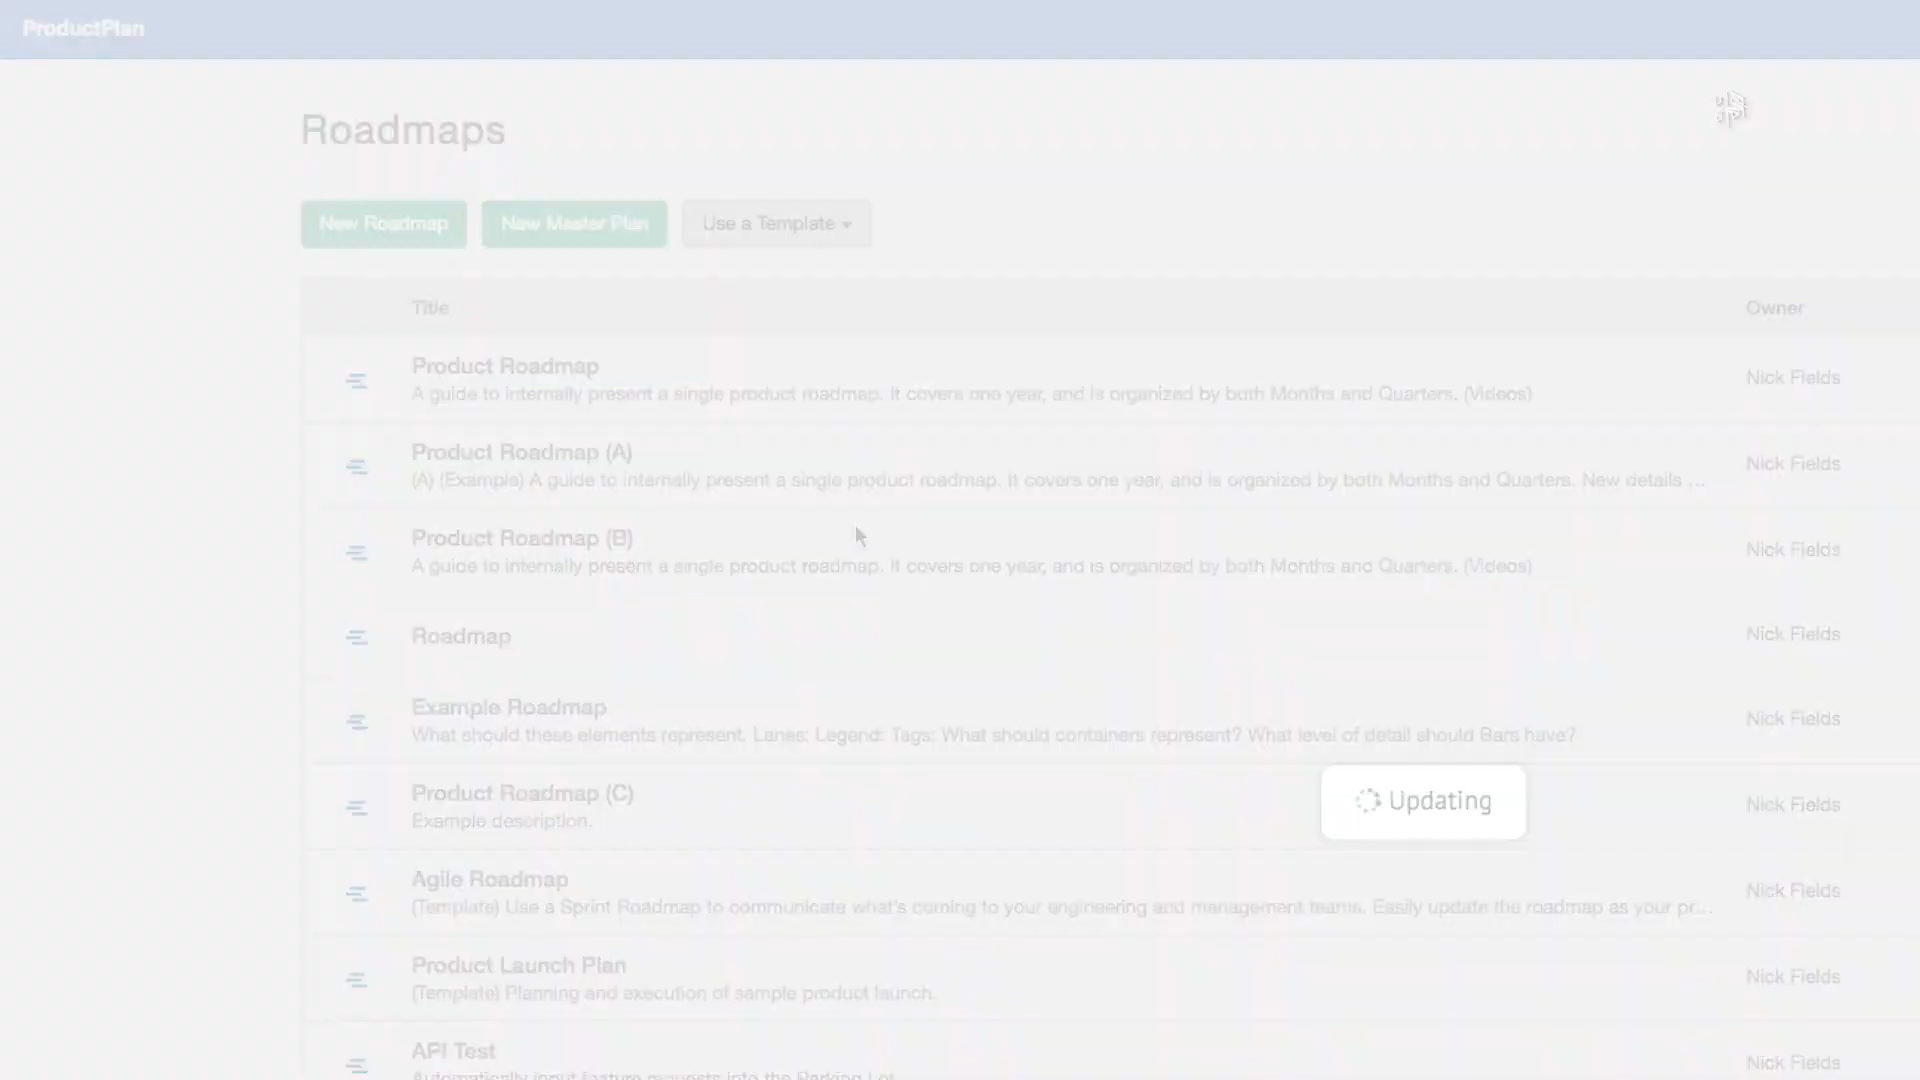 ProductPlan
Roadmaps
New Roadmap
New Master Plan
Use a Template
Title
Owner
Product Roadmap
A guide to internally present a single product roadmap. It covers one year, and is organized by both Months and Quarters. (Videos)
Nick Fields
Product Roadmap (A)
(A) (Example) A guide to internally present a single product roadmap. It covers one year, and is organized by both Months and Quarters. New details ...
Nick Fields
Product Roadmap (B)
A guide to internally present a single product roadmap. It covers one year, and is organized by both Months and Quarters. (Videos)
Nick Fields
Roadmap
Nick Fields
Example Roadmap
What should these elements represent. Lanes: Legend: Tags: What should containers represent? What level of detail should Bars have?
Nick Fields
Product Roadmap (C)
Example description.
Nick Fields
Updating
Agile Roadmap
(Template) Use a Sprint Roadmap to communicate what's coming to your engineering and management teams. Easily update the roadmap as your pr...
Nick Fields
Product Launch Plan
(Template) Planning and execution of sample product launch.
Nick Fields
API Test
Automatically input feature requests into the Parking Lot
Nick Fields